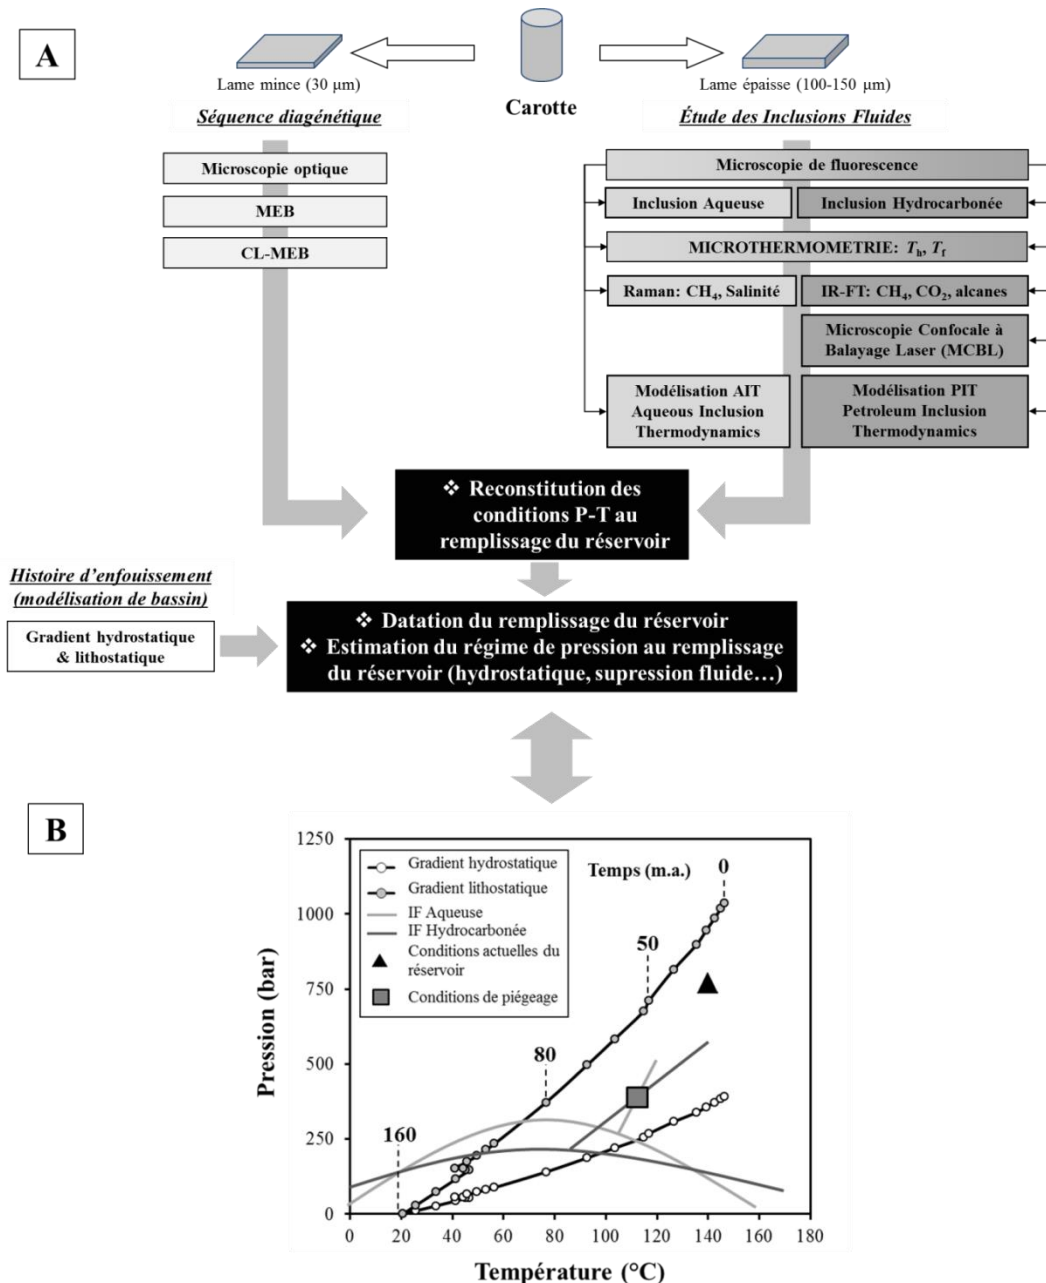 A
Lame mince (30 µm)
Carotte
Lame épaisse (100-150 µm)
Séquence diagénétique
Microscopie optique
MEB
CL-MEB
Étude des Inclusions Fluides
Microscopie de fluorescence
Inclusion Aqueuse
Inclusion Hydrocarbonée
MICROTHERMOMETRIE: Th, Tf
Raman: CH4, Salinité
IR-FT: CH4, CO2, alcanes
Microscopie Confocale à
Balayage Laser (MCBL)
Modélisation AIT
Aqueous Inclusion
Thermodynamics
Modélisation PIT
Petroleum Inclusion
Thermodynamics
❖ Reconstitution des
conditions P-T au
remplissage du réservoir
Histoire d'enfouissement
(modélisation de bassin)
Gradient hydrostatique
& lithostatique
❖ Datation du remplissage du réservoir
❖ Estimation du régime de pression au remplissage
du réservoir (hydrostatique, supression fluide…)
B
Pression (bar)
1250
1000
750
500
250
0
Gradient hydrostatique
Gradient lithostatique
IF Aqueuse
IF Hydrocarbonée
Conditions actuelles du
réservoir
Conditions de piégeage
Temps (m.a.)
0
50
80
160
0 20 40 60 80 100 120 140 160 180
Température (°C)